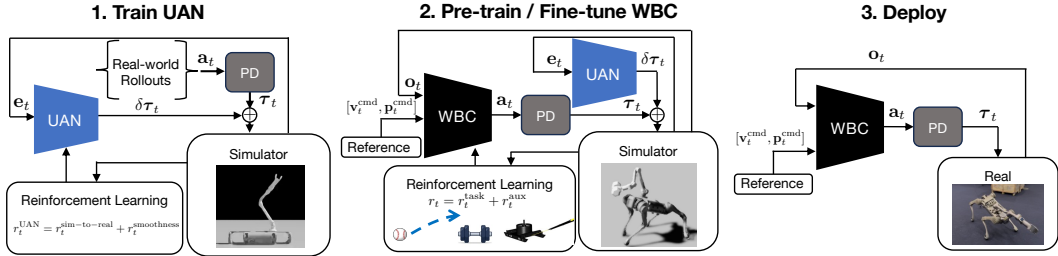 1. Train UAN
Real-world
Rollouts
a_t
PD
e_t
UAN
δτ_t
τ_t
Simulator
Reinforcement Learning
r_t^UAN = r_t^sim-to-real + r_t^smoothness
2. Pre-train / Fine-tune WBC
e_t
UAN
δτ_t
o_t
[v_t^cmd, p_t^cmd]
WBC
a_t
PD
τ_t
Reference
Simulator
Reinforcement Learning
r_t = r_t^task + r_t^aux
3. Deploy
o_t
[v_t^cmd, p_t^cmd]
WBC
a_t
PD
τ_t
Reference
Real